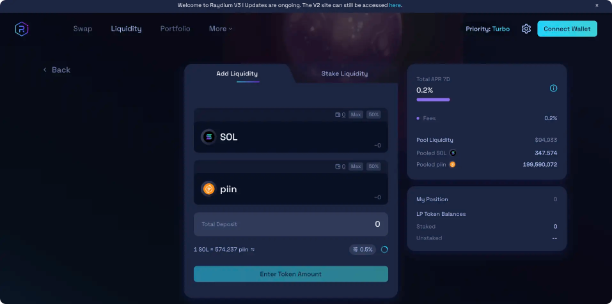 Welcome to Raydium V3 ! Updates are ongoing. The V2 site can still be accessed here.
Swap Liquidity Portfolio More Priority: Turbo Connect Wallet
Back
Add Liquidity Stake Liquidity
0 Max 50%
SOL
~0
0 Max 50%
piin
~0
Total Deposit 0
1 SOL ≈ 574,237 piin 0.5%
Enter Token Amount
Total APR 7D
0.2%
Fees 0.2%
Pool Liquidity $94,933
Pooled SOL 347.574
Pooled piin 198,590,072
My Position 0
LP Token Balances
Staked 0
Unstaked --